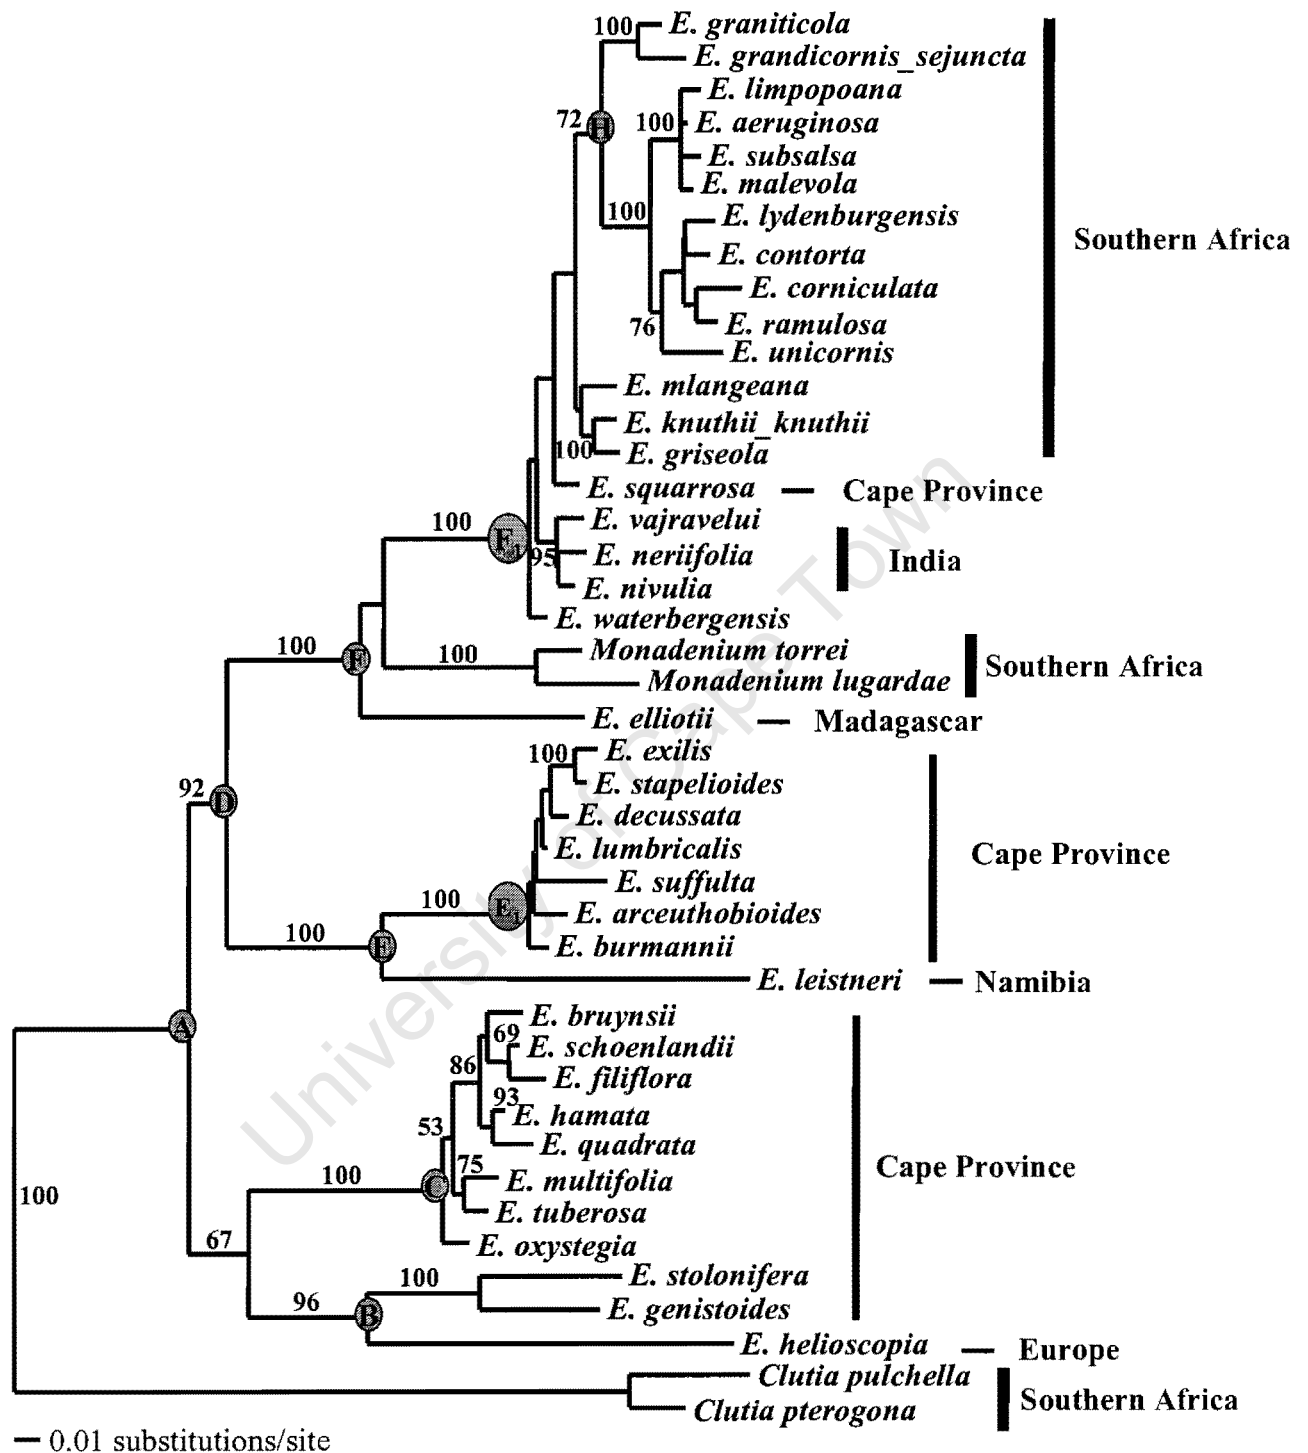 100
E. graniticola
E. grandicornis_sejuncta
E. limpopoana
72 H 100
E. aeruginosa
E. subsalsa
E. malevola
100
E. lydenburgensis
Southern Africa
E. contorta
E. corniculata
76
E. ramulosa
E. unicornis
E. mlangeana
E. knuthii_knuthii
100
E. griseola
E. squarrosa — Cape Province
E. vajravelui
100
95
E. neriifolia
India
E. nivulia
E. waterbergensis
100 F
100
Monadenium torrei
Southern Africa
Monadenium lugardae
E. elliotii — Madagascar
100
E. exilis
E. stapelioides
92 D
E. decussata
E. lumbricalis
Cape Province
E. suffulta
100 E1
E. arceuthobioides
100 E
E. burmannii
E. leistneri — Namibia
A
E. bruynsii
69
E. schoenlandii
86
E. filiflora
93
E. hamata
53
E. quadrata
Cape Province
100 C
75
E. multifolia
E. tuberosa
100
67
E. oxystegia
100
E. stolonifera
96 B
E. genistoides
E. helioscopia — Europe
Clutia pulchella
Southern Africa
Clutia pterogona
0.01 substitutions/site
University of Cape Town